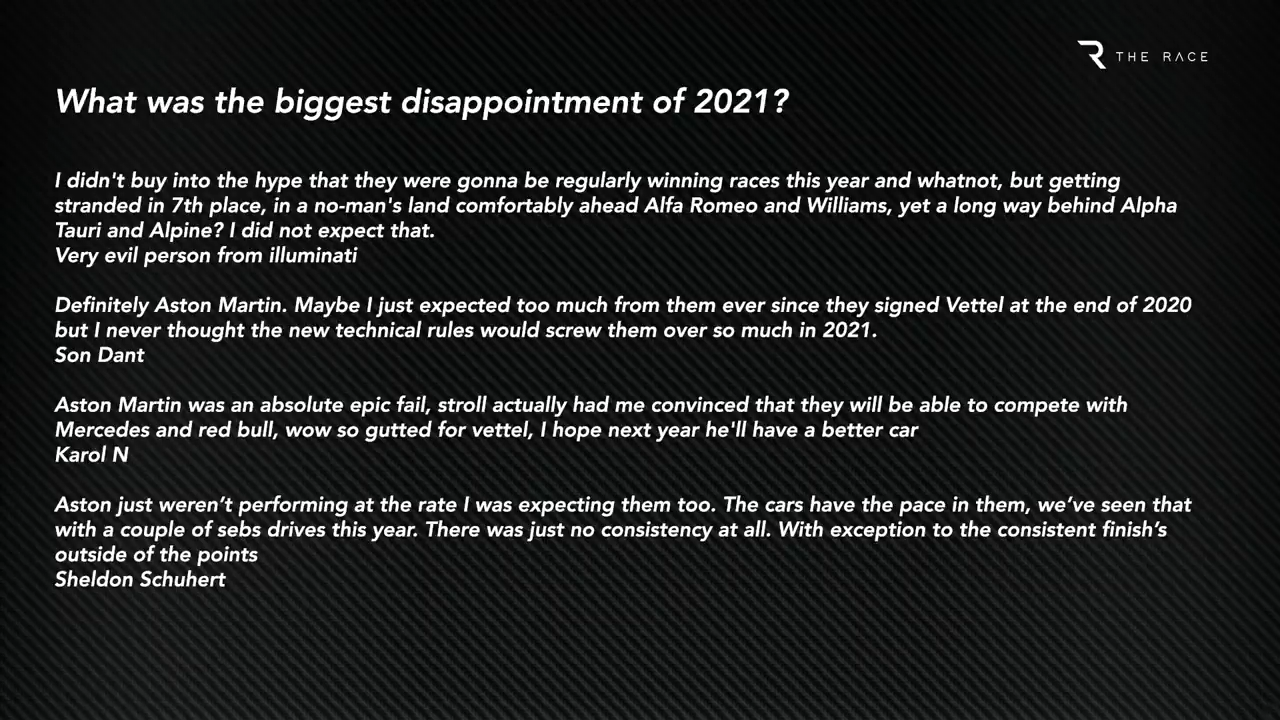 THE RACE
What was the biggest disappointment of 2021?
I didn't buy into the hype that they were gonna be regularly winning races this year and whatnot, but getting
stranded in 7th place, in a no-man's land comfortably ahead Alfa Romeo and Williams, yet a long way behind Alpha
Tauri and Alpine? I did not expect that.
Very evil person from illuminati
Definitely Aston Martin. Maybe I just expected too much from them ever since they signed Vettel at the end of 2020
but I never thought the new technical rules would screw them over so much in 2021.
Son Dant
Aston Martin was an absolute epic fail, stroll actually had me convinced that they will be able to compete with
Mercedes and red bull, wow so gutted for vettel, I hope next year he'll have a better car
Karol N
Aston just weren’t performing at the rate I was expecting them too. The cars have the pace in them, we’ve seen that
with a couple of sebs drives this year. There was just no consistency at all. With exception to the consistent finish’s
outside of the points
Sheldon Schuhert